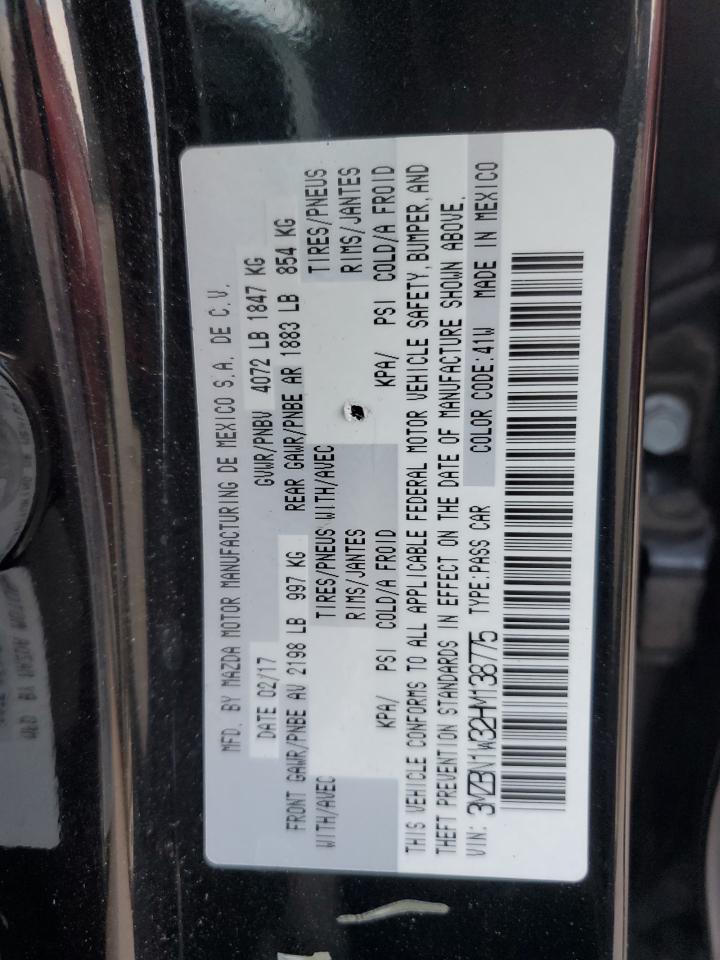 MFD. BY MAZDA MOTOR MANUFACTURING DE MEXICO S.A. DE C.V.
DATE 02/17 GVWR/PNBV 4072 LB 1847 KG
FRONT GAWR/PNBE AV 2198 LB 997 KG REAR GAWR/PNBE AR 1883 LB 854 KG
WITH/AVEC TIRES/PNEUS WITH/AVEC TIRES/PNEUS
RIMS/JANTES RIMS/JANTES
KPA/ PSI COLD/A FROID KPA/ PSI COLD/A FROID
THIS VEHICLE CONFORMS TO ALL APPLICABLE FEDERAL MOTOR VEHICLE SAFETY, BUMPER, AND
THEFT PREVENTION STANDARDS IN EFFECT ON THE DATE OF MANUFACTURE SHOWN ABOVE.
VIN: 3MZBN1W32HM138775 TYPE:PASS CAR COLOR CODE:41W MADE IN MEXICO